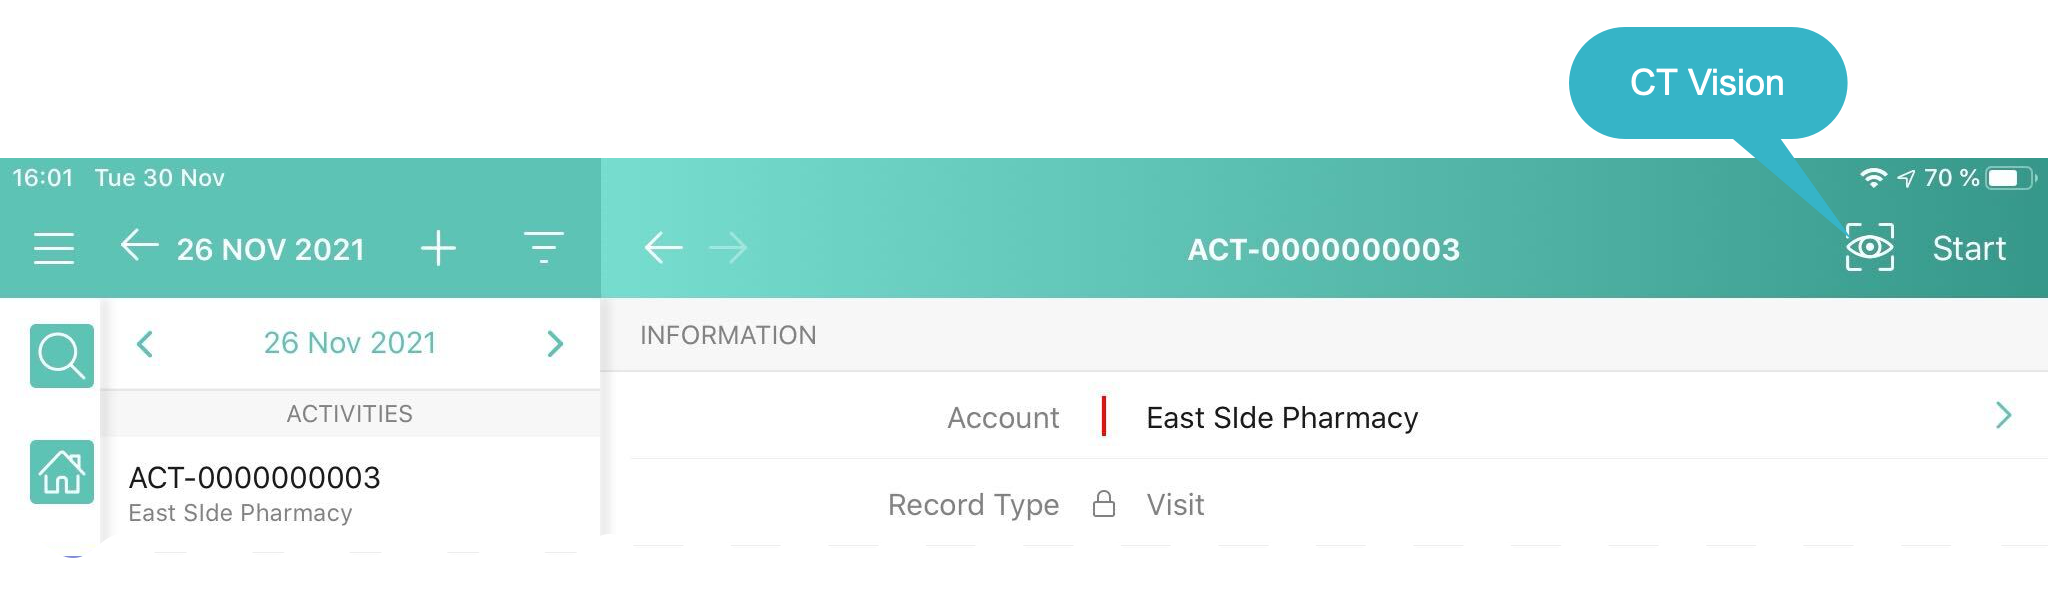 CT Vision
16:01 Tue 30 Nov
70 %
26 NOV 2021
ACT-0000000003
Start
26 Nov 2021
ACTIVITIES
ACT-0000000003
East SIde Pharmacy
INFORMATION
Account East SIde Pharmacy
Record Type Visit